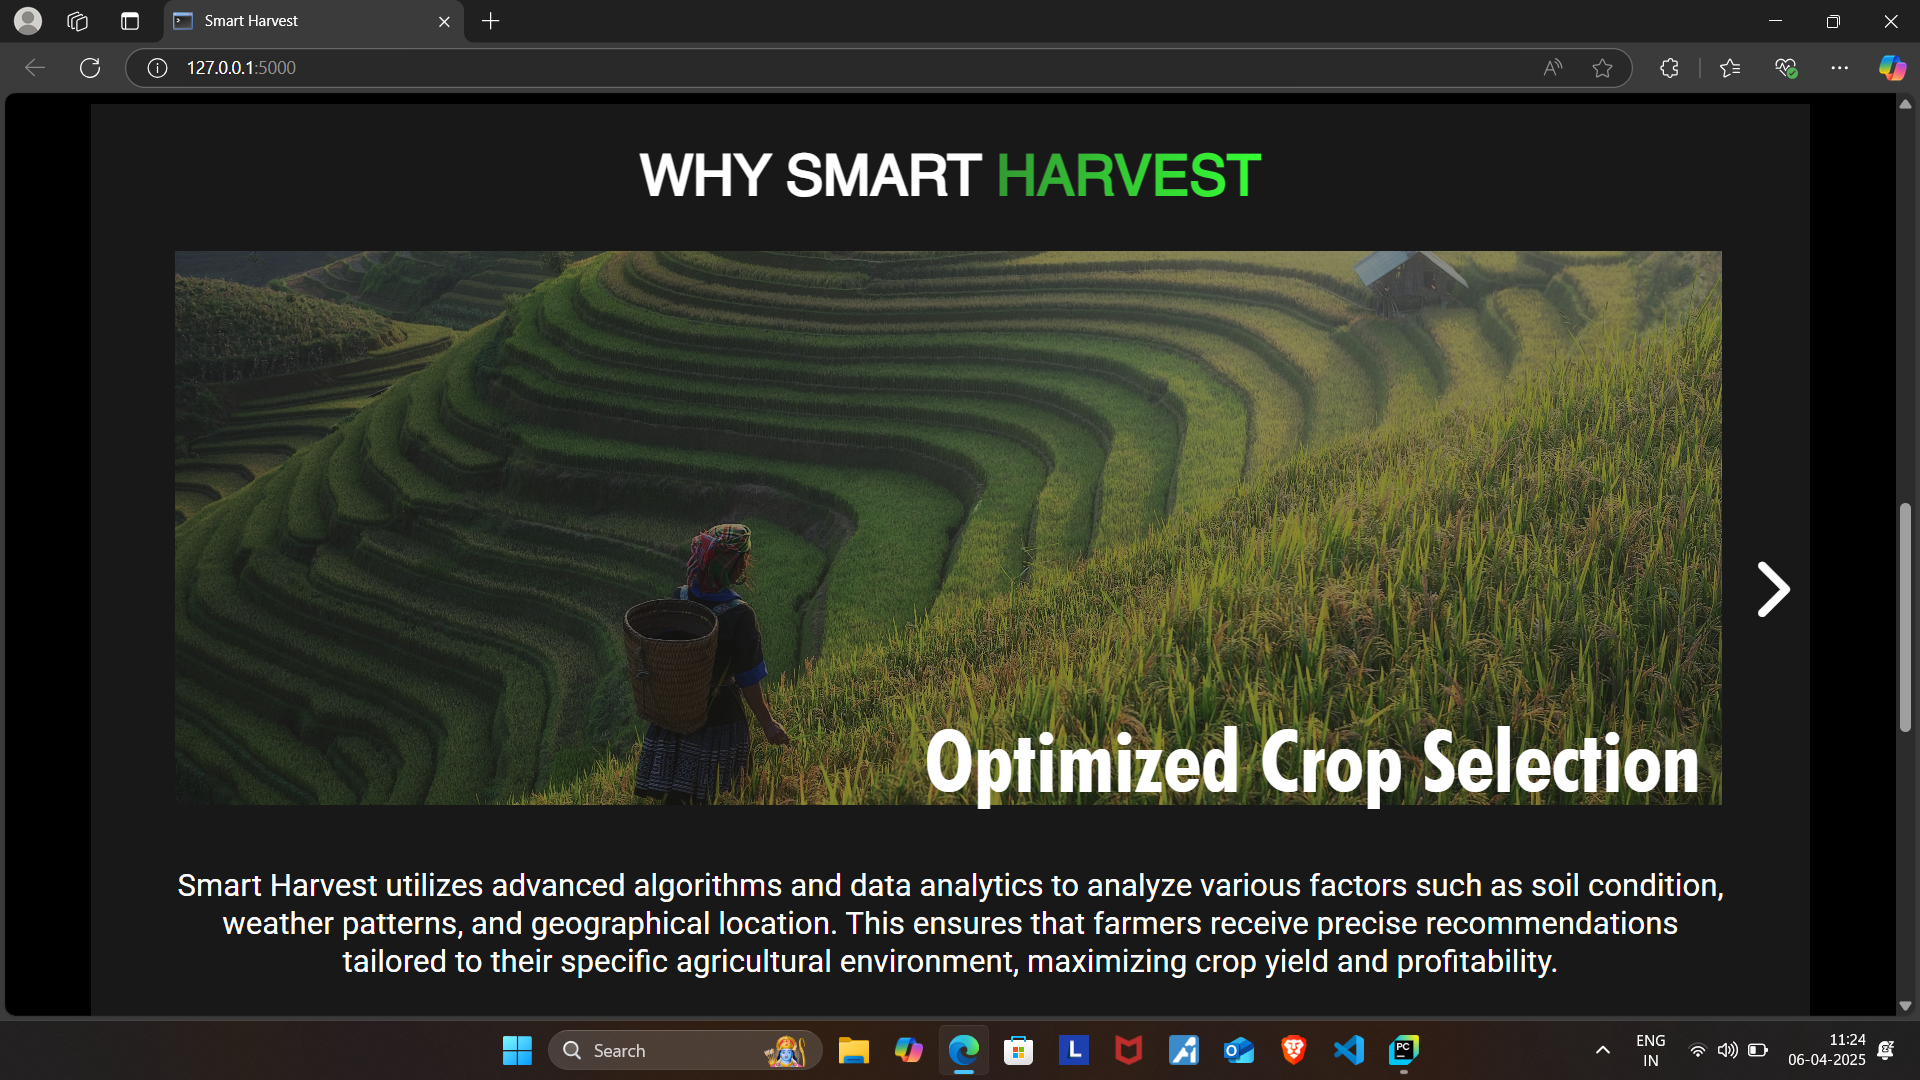 Smart Harvest
127.0.0.1:5000
WHY SMART HARVEST
Optimized Crop Selection
Smart Harvest utilizes advanced algorithms and data analytics to analyze various factors such as soil condition,
weather patterns, and geographical location. This ensures that farmers receive precise recommendations
tailored to their specific agricultural environment, maximizing crop yield and profitability.
Search
L
PC
ENG
IN
11:24
06-04-2025